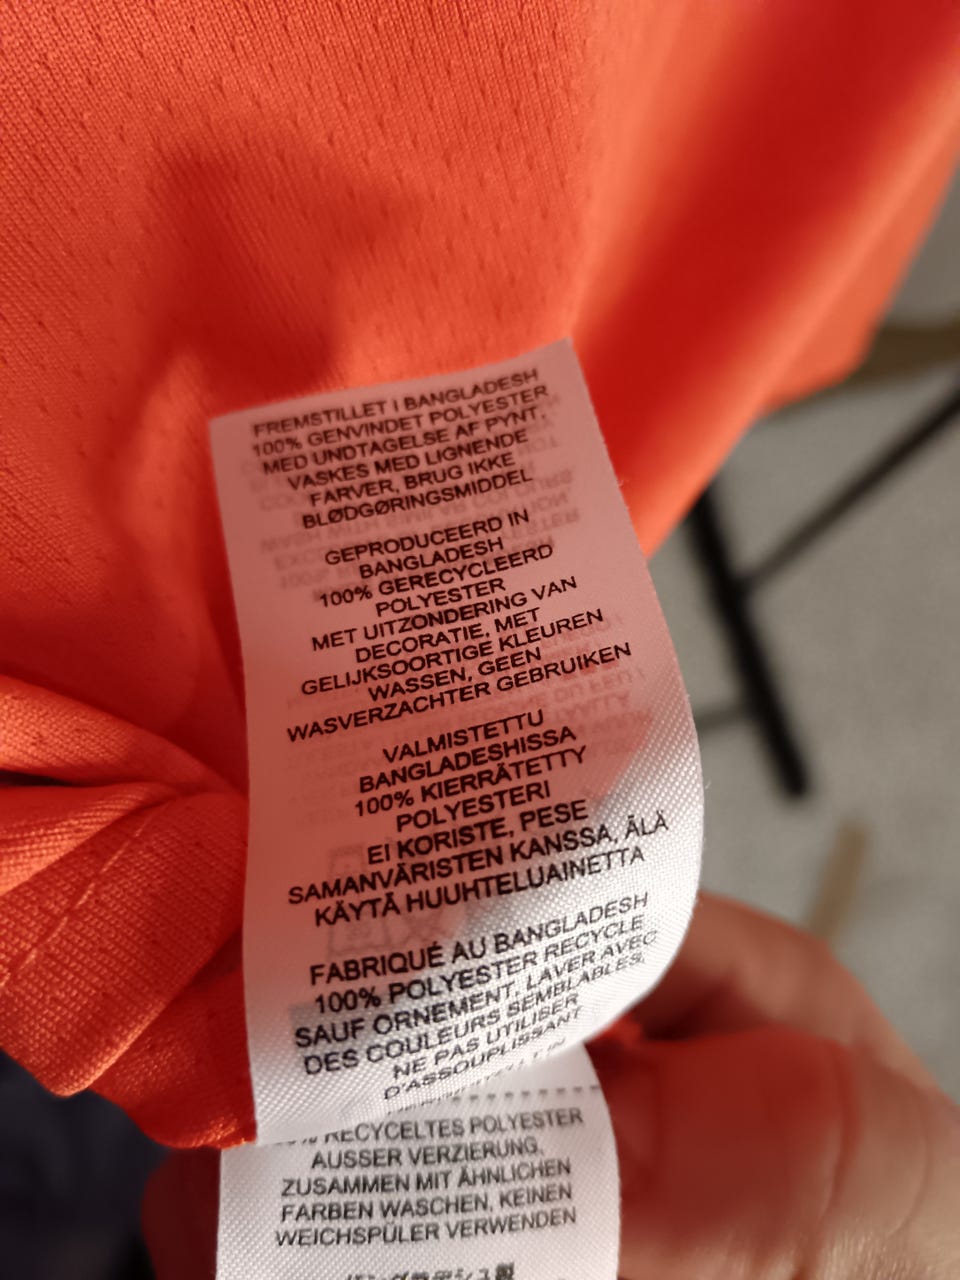 FREMSTILLET I BANGLADESH
100% GENVINDET POLYESTER
MED UNDTAGELSE AF PYNT,
VASKES MED LIGNENDE
FARVER, BRUG IKKE
BLØDGØRINGSMIDDEL
GEPRODUCEERD IN
BANGLADESH
100% GERECYCLEERD
POLYESTER
MET UITZONDERING VAN
DECORATIE, MET
GELIJKSOORTIGE KLEUREN
WASSEN, GEEN
WASVERZACHTER GEBRUIKEN
VALMISTETTU
BANGLADESHISSA
100% KIERRÄTETTY
POLYESTERI
EI KORISTE, PESE
SAMANVÄRISTEN KANSSA, ÄLÄ
KÄYTÄ HUUHTELUAINETTA
FABRIQUÉ AU BANGLADESH
100% POLYESTER RECYCLE
SAUF ORNEMENT, LAVER AVEC
DES COULEURS SEMBLABLES,
NE PAS UTILISER
D'ASSOUPLISSANT
RECYCELTES POLYESTER
AUSSER VERZIERUNG,
ZUSAMMEN MIT ÄHNLICHEN
FARBEN WASCHEN, KEINEN
WEICHSPÜLER VERWENDEN